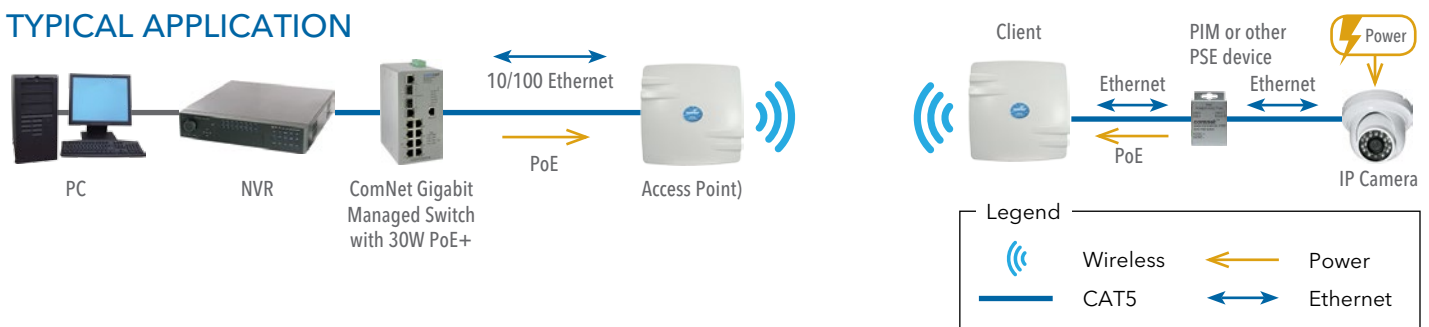 TYPICAL APPLICATION
10/100 Ethernet
PoE
PC
NVR
ComNet Gigabit
Managed Switch
with 30W PoE+
Access Point)
Client
PIM or other
PSE device
Power
Ethernet
Ethernet
PoE
IP Camera
Legend
Wireless
Power
CAT5
Ethernet